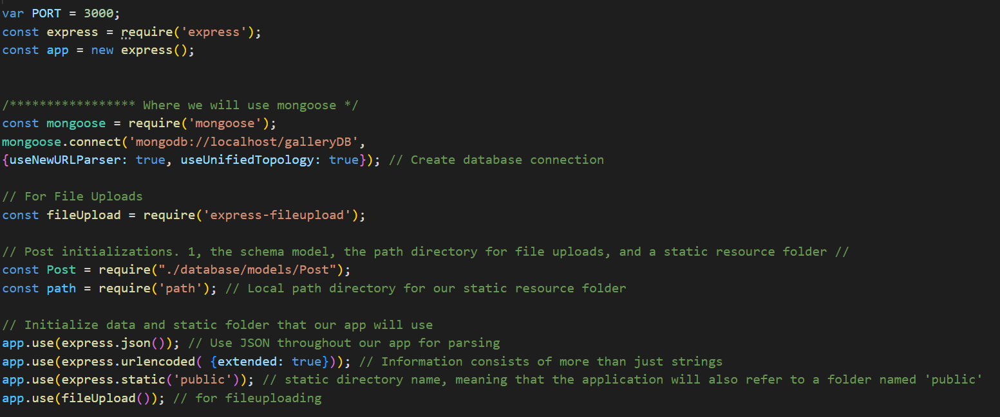 var PORT = 3000;
const express = require('express');
const app = new express();
/***************** Where we will use mongoose */
const mongoose = require('mongoose');
mongoose.connect('mongodb://localhost/galleryDB',
{useNewURLParser: true, useUnifiedTopology: true}); // Create database connection
// For File Uploads
const fileUpload = require('express-fileupload');
// Post initializations. 1, the schema model, the path directory for file uploads, and a static resource folder //
const Post = require("./database/models/Post");
const path = require('path'); // Local path directory for our static resource folder
// Initialize data and static folder that our app will use
app.use(express.json()); // Use JSON throughout our app for parsing
app.use(express.urlencoded( {extended: true})); // Information consists of more than just strings
app.use(express.static('public')); // static directory name, meaning that the application will also refer to a folder named 'public'
app.use(fileUpload()); // for fileuploading